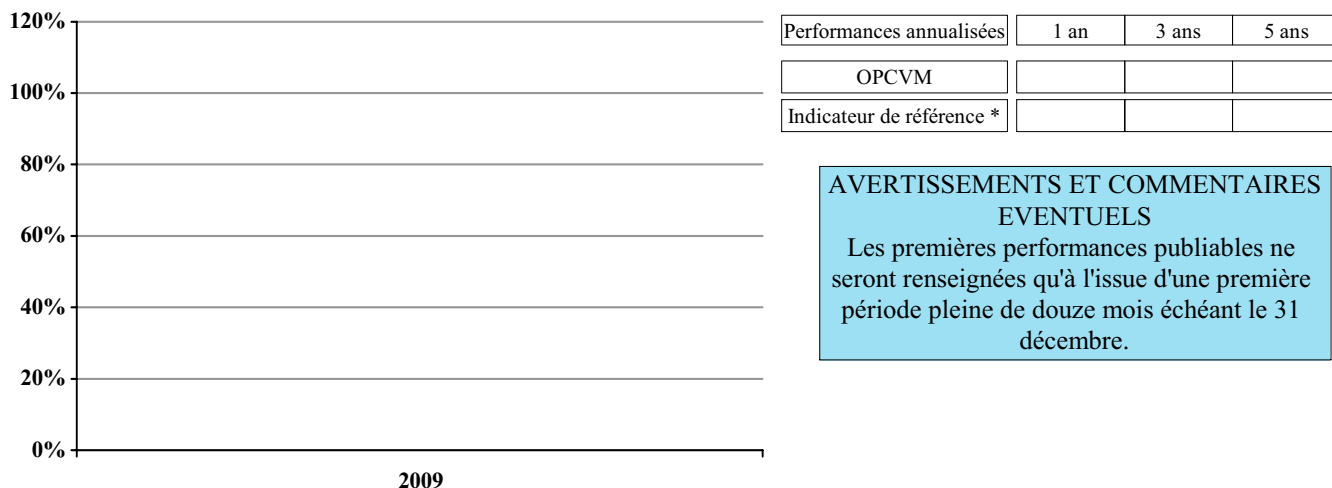 120%
100%
80%
60%
40%
20%
0%
2009
Performances annualisées 1 an 3 ans 5 ans
OPCVM
Indicateur de référence *
AVERTISSEMENTS ET COMMENTAIRES
EVENTUELS
Les premières performances publiables ne
seront renseignées qu'à l'issue d'une première
période pleine de douze mois échéant le 31
décembre.